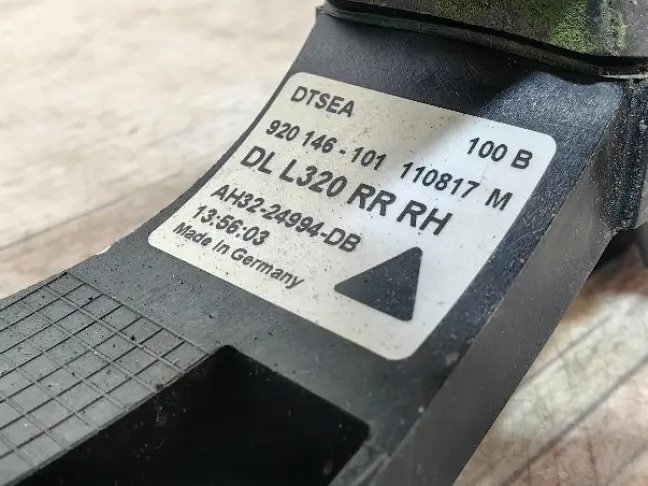 DTSEA 100 B
920 146 - 101 110817 M
DL L320 RR RH
AH32-24994-DB
13:56:03
Made in Germany